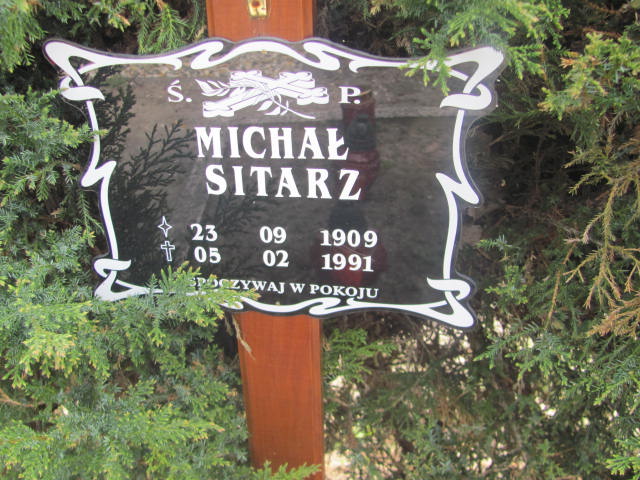 Ś. P.
MICHAŁ
SITARZ
23 09 1909
05 02 1991
SPOCZYWAJ W POKOJU